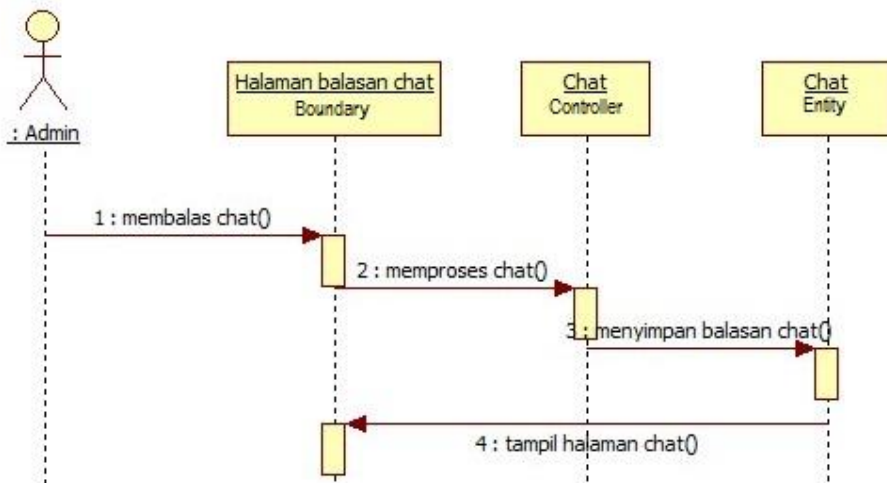 : Admin
Halaman balasan chat
Boundary
Chat
Controller
Chat
Entity
1 : membalas chat()
2 : memproses chat()
3 : menyimpan balasan chat()
4 : tampil halaman chat()